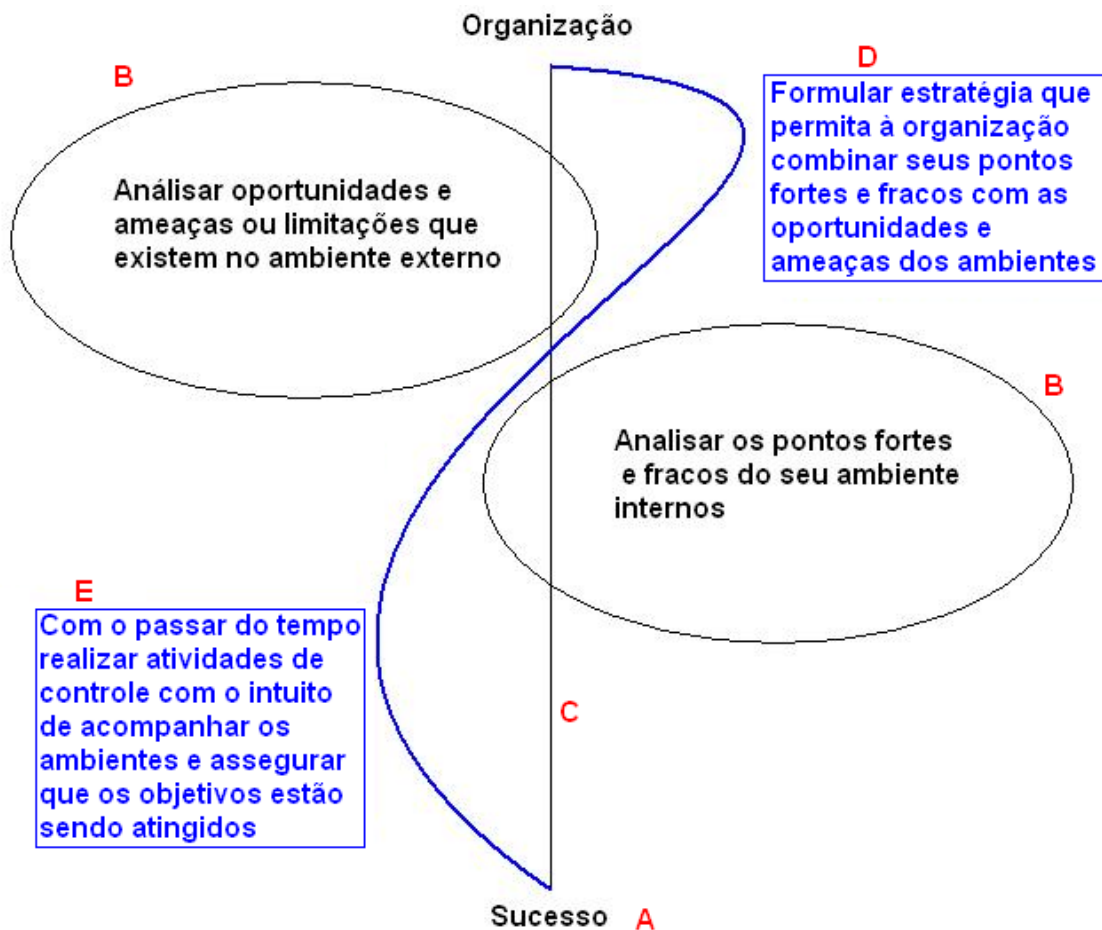 Organização
B
Análisar oportunidades e
ameaças ou limitações que
existem no ambiente externo
D
Formular estratégia que
permita à organização
combinar seus pontos
fortes e fracos com as
oportunidades e
ameaças dos ambientes
B
Analisar os pontos fortes
e fracos do seu ambiente
internos
E
Com o passar do tempo
realizar atividades de
controle com o intuito
de acompanhar os
ambientes e assegurar
que os objetivos estão
sendo atingidos
C
Sucesso A